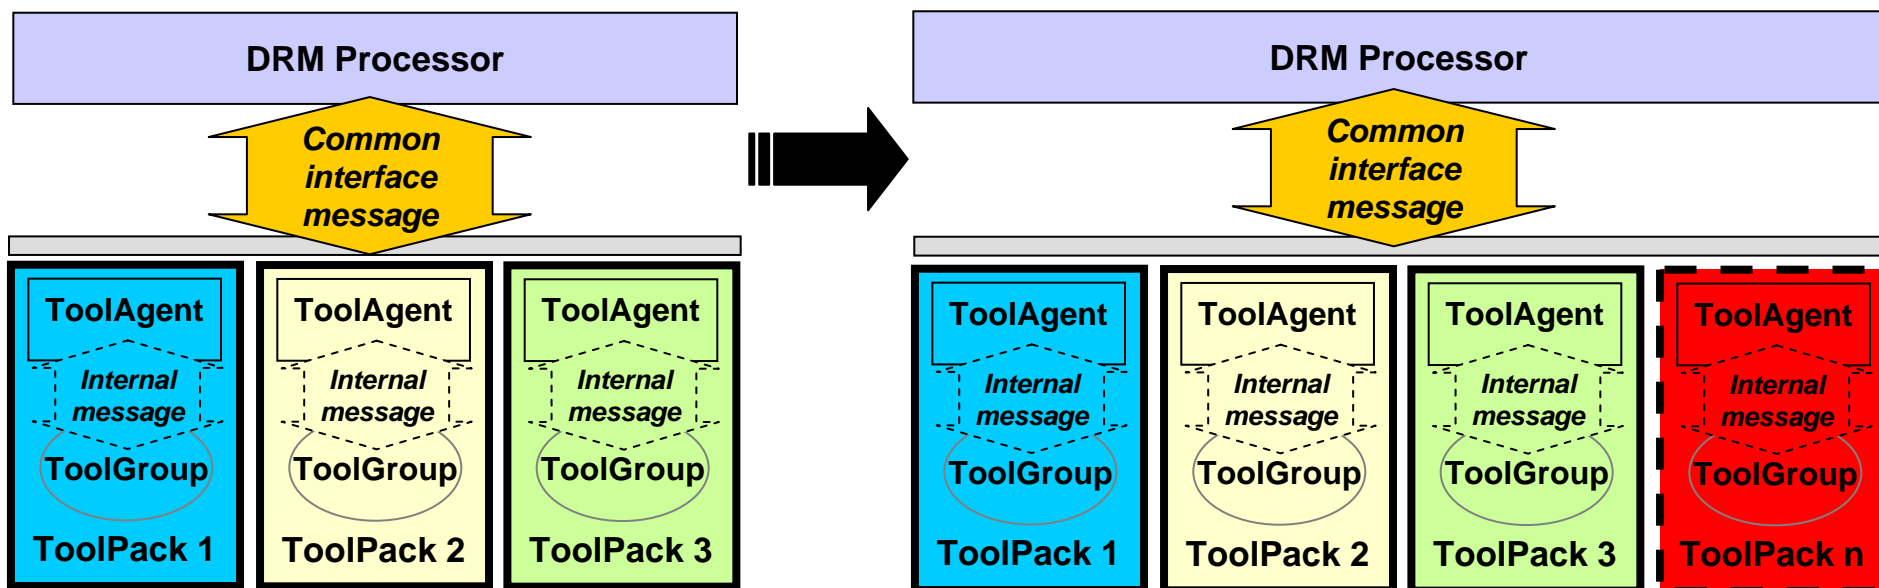 DRM Processor
Common
interface
message
ToolAgent
Internal
message
ToolGroup
ToolPack 1
ToolAgent
Internal
message
ToolGroup
ToolPack 2
ToolAgent
Internal
message
ToolGroup
ToolPack 3
DRM Processor
Common
interface
message
ToolAgent
Internal
message
ToolGroup
ToolPack 1
ToolAgent
Internal
message
ToolGroup
ToolPack 2
ToolAgent
Internal
message
ToolGroup
ToolPack 3
ToolAgent
Internal
message
ToolGroup
ToolPack n